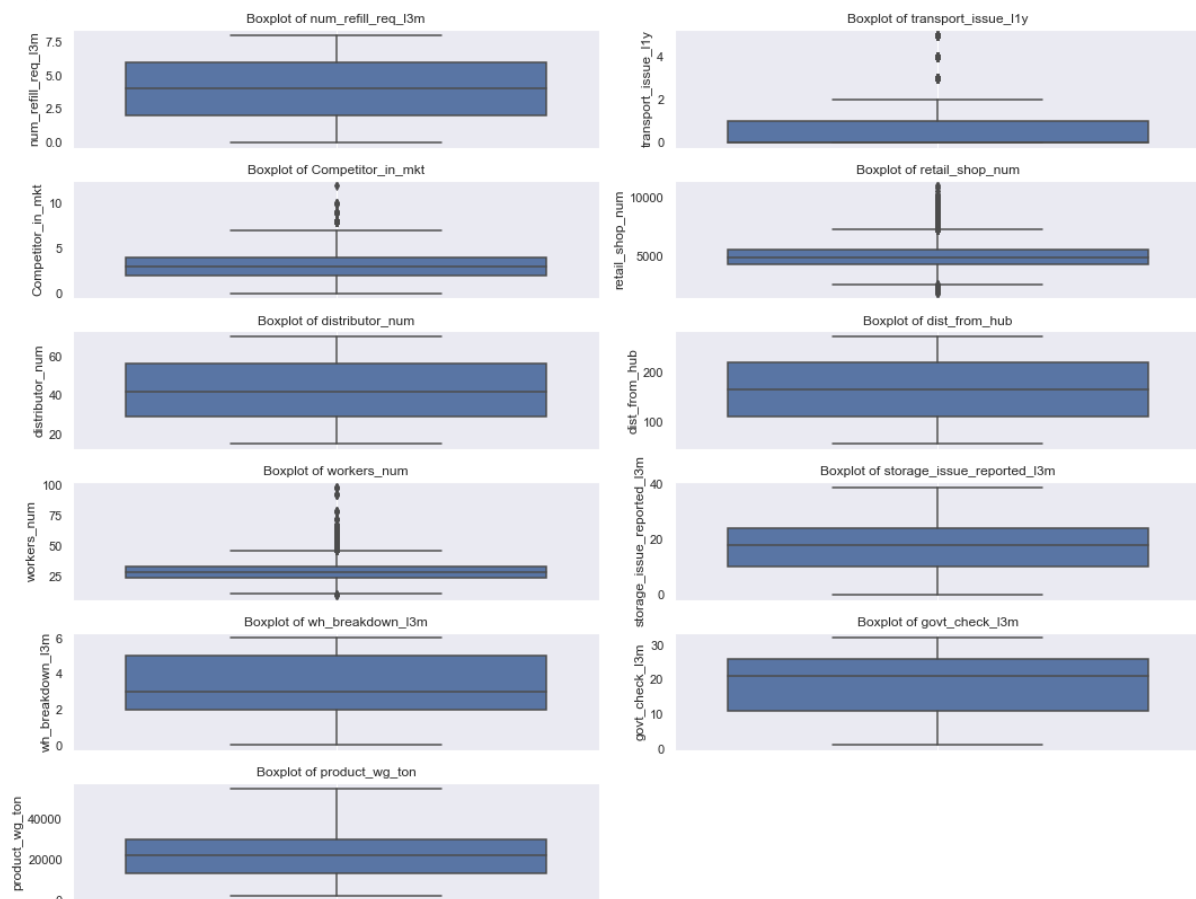 Boxplot of num_refill_req_l3m
num_refill_req_l3m
7.5
5.0
2.5
0.0
Boxplot of transport_issue_l1y
transport_issue_l1y
4
2
0
Boxplot of Competitor_in_mkt
Competitor_in_mkt
10
5
0
Boxplot of retail_shop_num
retail_shop_num
10000
5000
Boxplot of distributor_num
distributor_num
60
40
20
Boxplot of dist_from_hub
dist_from_hub
200
100
Boxplot of workers_num
workers_num
100
75
50
25
Boxplot of storage_issue_reported_l3m
storage_issue_reported_l3m
40
20
0
Boxplot of wh_breakdown_l3m
wh_breakdown_l3m
6
4
2
0
Boxplot of govt_check_l3m
govt_check_l3m
30
20
10
0
Boxplot of product_wg_ton
product_wg_ton
40000
20000
0